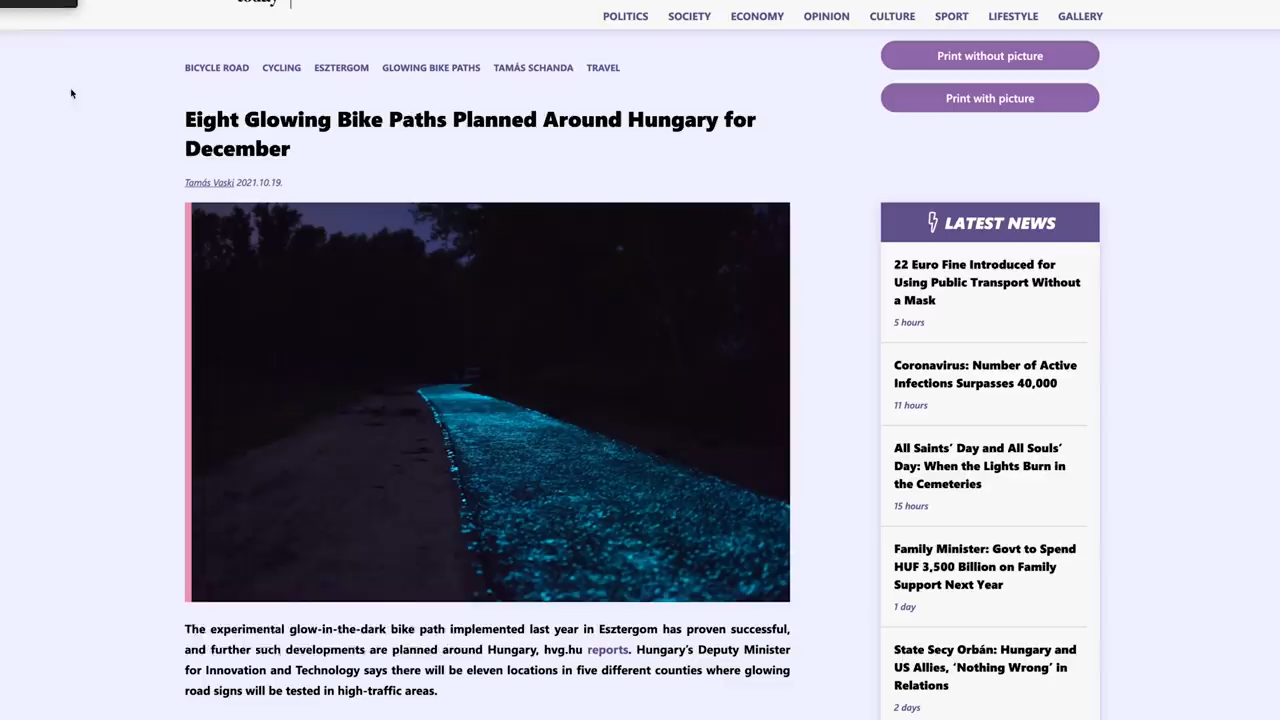 today
POLITICS SOCIETY ECONOMY OPINION CULTURE SPORT LIFESTYLE GALLERY
BICYCLE ROAD CYCLING ESZTERGOM GLOWING BIKE PATHS TAMÁS SCHANDA TRAVEL
Eight Glowing Bike Paths Planned Around Hungary for
December
Tamás Vaski 2021.10.19.
The experimental glow-in-the-dark bike path implemented last year in Esztergom has proven successful,
and further such developments are planned around Hungary, hvg.hu reports. Hungary's Deputy Minister
for Innovation and Technology says there will be eleven locations in five different counties where glowing
road signs will be tested in high-traffic areas.
Print without picture
Print with picture
LATEST NEWS
22 Euro Fine Introduced for
Using Public Transport Without
a Mask
5 hours
Coronavirus: Number of Active
Infections Surpasses 40,000
11 hours
All Saints' Day and All Souls'
Day: When the Lights Burn in
the Cemeteries
15 hours
Family Minister: Govt to Spend
HUF 3,500 Billion on Family
Support Next Year
1 day
State Secy Orbán: Hungary and
US Allies, 'Nothing Wrong' in
Relations
2 days